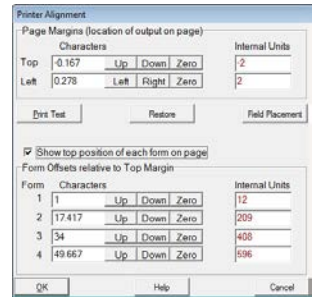 Printer Alignment
Page Margins (location of output on page)
Characters Internal Units
Top -0.167 Up Down Zero -2
Left 0.278 Left Right Zero 2
Print Test Restore Field Placement
Show top position of each form on page
Form Offsets relative to Top Margin
Form Characters Internal Units
1 1 Up Down Zero 12
2 17.417 Up Down Zero 209
3 34 Up Down Zero 408
4 49.667 Up Down Zero 596
OK Help Cancel